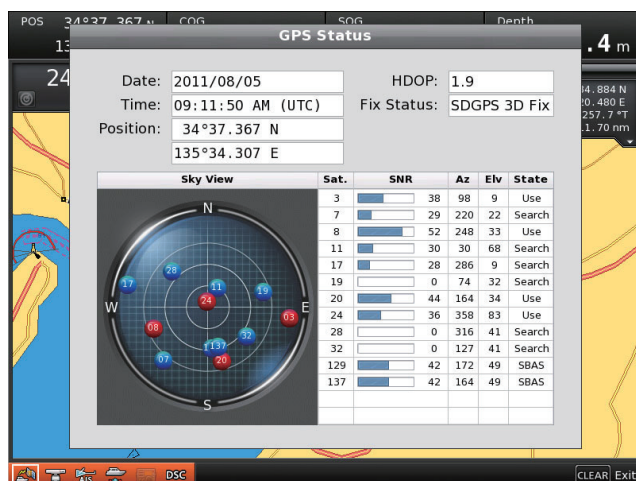 POS 34°37.367 N COG SOG Depth
GPS Status
13
.4 m
24
Date: 2011/08/05 HDOP: 1.9
Time: 09:11:50 AM (UTC) Fix Status: SDGPS 3D Fix
Position: 34°37.367 N
135°34.307 E
34.884 N
20.480 E
257.7 °T
1.70 nm
Sky View Sat. SNR Az Elv State
3 38 98 9 Use
7 29 220 22 Search
8 52 248 33 Use
11 30 30 68 Search
17 28 286 9 Search
19 0 74 32 Search
20 44 164 34 Use
24 36 358 83 Use
28 0 316 41 Search
32 0 127 41 Search
129 42 172 49 SBAS
137 42 164 49 SBAS
N
28
17 11 19
24
W E
08 03
32
137
07 20
S
AIS DSC CLEAR Exit